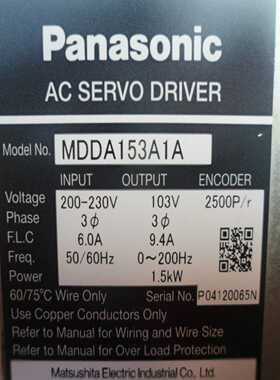 Panasonic
AC SERVO DRIVER
Model No. MDDA153A1A
INPUT OUTPUT ENCODER
Voltage 200-230V 103V 2500P/r
Phase 3ϕ 3ϕ
F.L.C 6.0A 9.4A
Freq. 50/60Hz 0~200Hz
Power 1.5kW
60/75℃ Wire Only Serial No. P04120065N
Use Copper Conductors Only
Refer to Manual for Wiring and Wire Size
Refer to Manual for Over Load Protection
Matsushita Electric Industrial Co., Ltd.